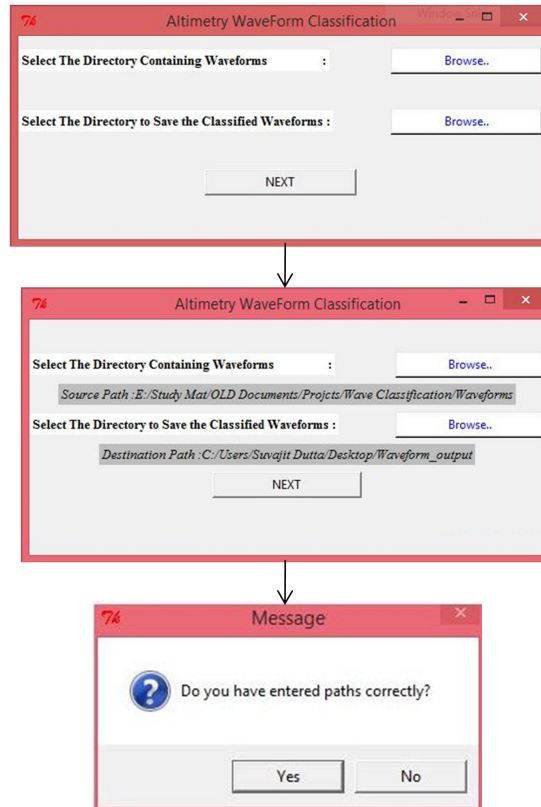 Altimetry WaveForm Classification
Select The Directory Containing Waveforms :
Browse..
Select The Directory to Save the Classified Waveforms :
Browse..
NEXT
Altimetry WaveForm Classification
Select The Directory Containing Waveforms :
Browse..
Source Path :E:/Study Mat/OLD Documents/Projcts/Wave Classification/Waveforms
Select The Directory to Save the Classified Waveforms :
Browse..
Destination Path :C:/Users/Suvajit Dutta/Desktop/Waveform_output
NEXT
Message
Do you have entered paths correctly?
Yes
No